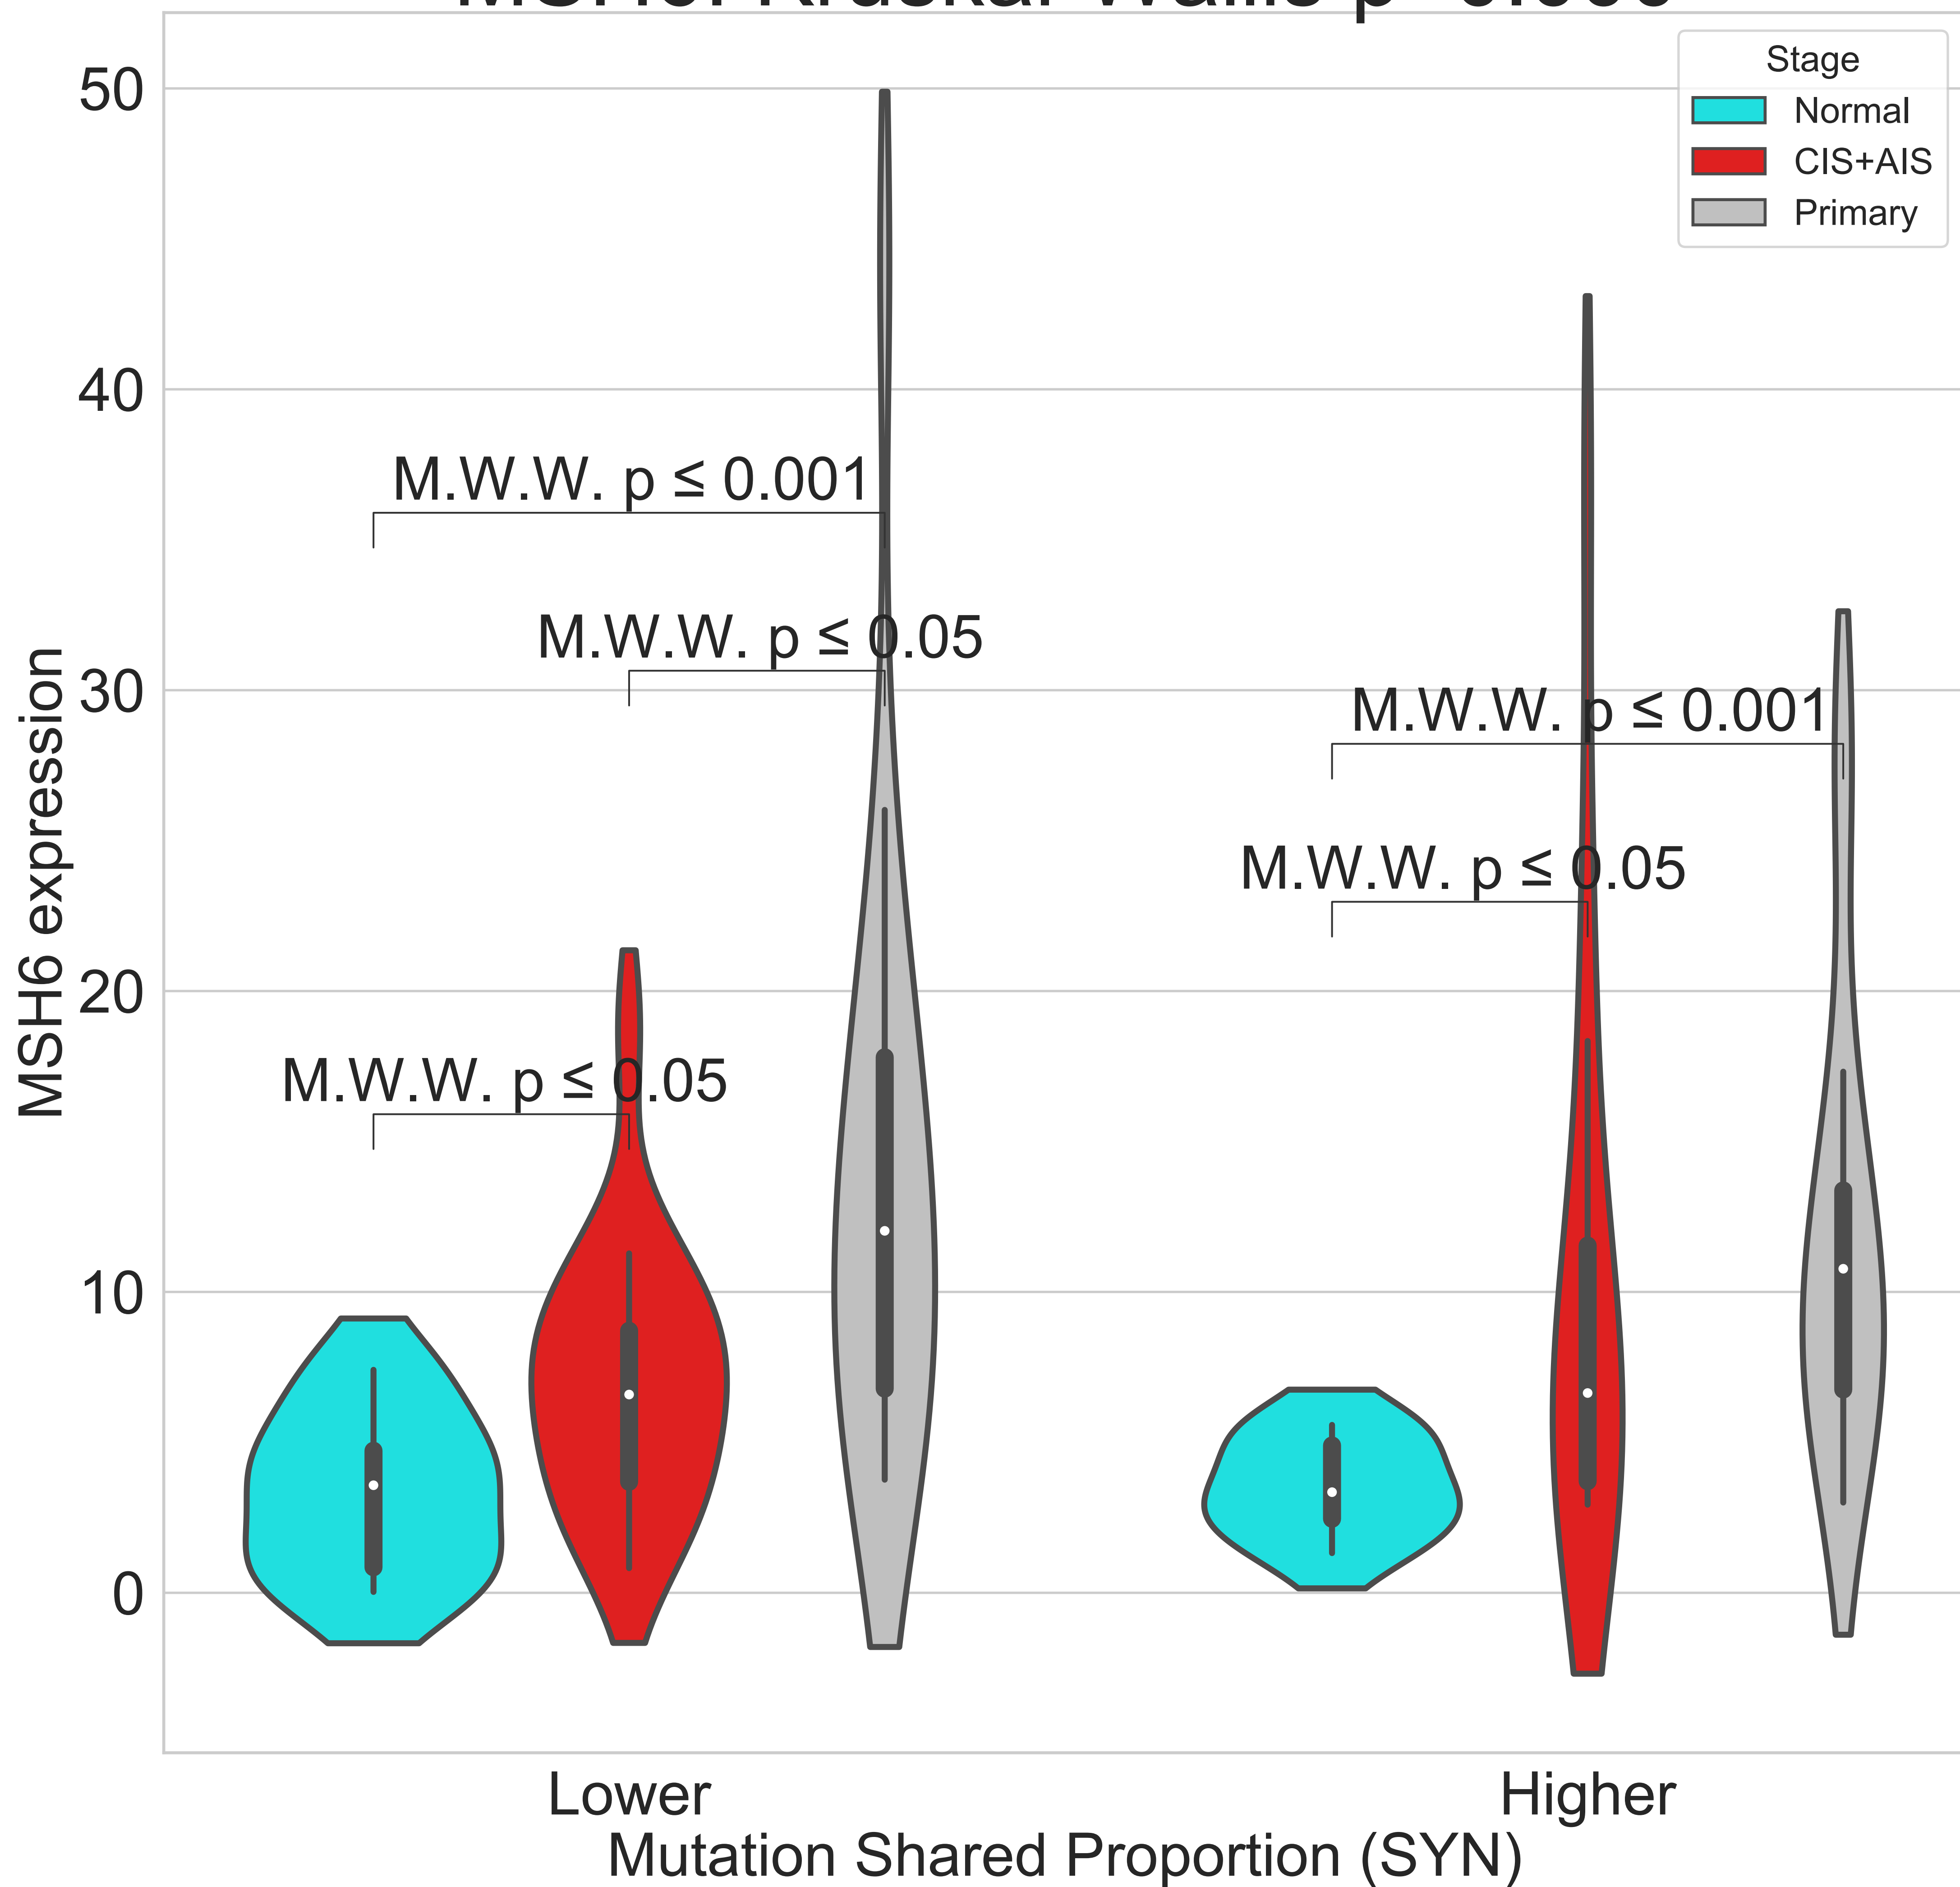 Stage
Normal
CIS+AIS
Primary
50
40
30
20
10
0
MSH6 expression
M.W.W. p ≤ 0.001
M.W.W. p ≤ 0.05
M.W.W. p ≤ 0.05
M.W.W. p ≤ 0.001
M.W.W. p ≤ 0.05
Lower
Higher
Mutation Shared Proportion (SYN)